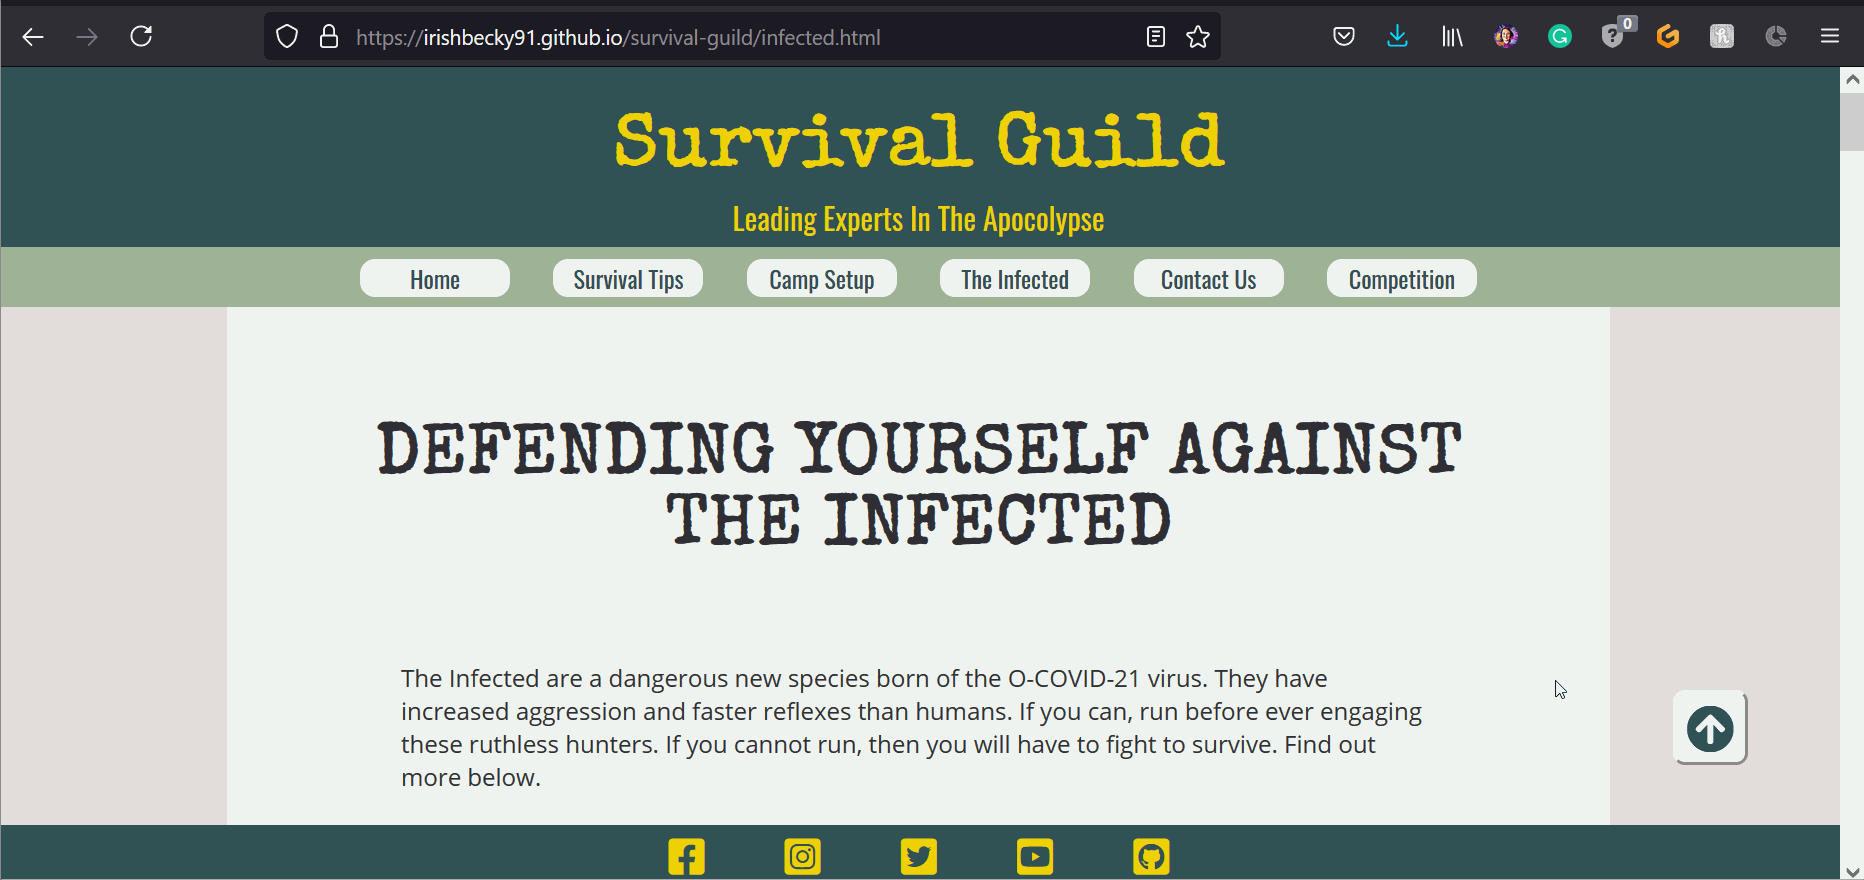 https://irishbecky91.github.io/survival-guild/infected.html
0
Survival Guild
Leading Experts In The Apocolypse
Home Survival Tips Camp Setup The Infected Contact Us Competition
DEFENDING YOURSELF AGAINST
THE INFECTED
The Infected are a dangerous new species born of the O-COVID-21 virus. They have
increased aggression and faster reflexes than humans. If you can, run before ever engaging
these ruthless hunters. If you cannot run, then you will have to fight to survive. Find out
more below.